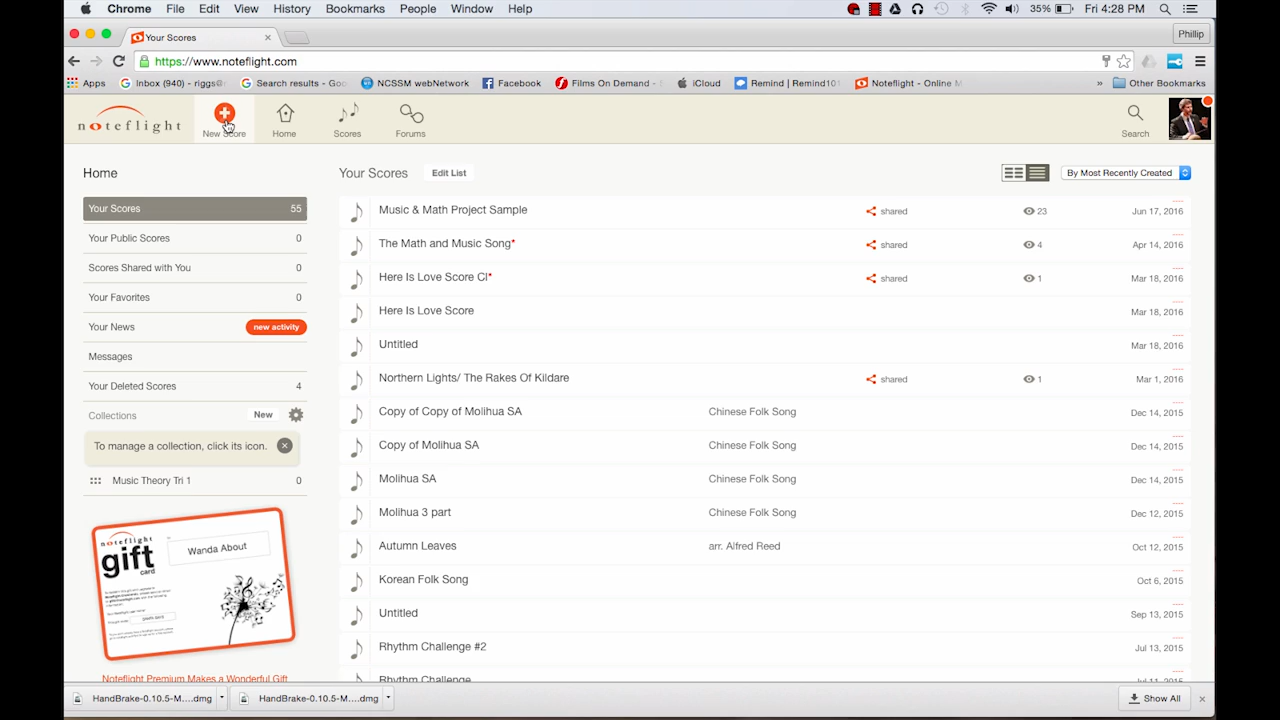 Chrome File Edit View History Bookmarks People Window Help 35% Fri 4:28 PM
Your Scores Phillip
https://www.noteflight.com
Apps Inbox (940) - riggs@ Search results - Goo NCSSM webNetwork Facebook Films On Demand - iCloud Remind | Remind101 Noteflight - Online M » Other Bookmarks
noteflight New Score Home Scores Forums Search
Home
Your Scores 55
Your Public Scores 0
Scores Shared with You 0
Your Favorites 0
Your News new activity
Messages
Your Deleted Scores 4
Collections New
To manage a collection, click its icon.
Music Theory Tri 1 0
noteflight
gift
card
Wanda About
Noteflight Premium Makes a Wonderful Gift
Your Scores Edit List By Most Recently Created
Music & Math Project Sample shared 23 Jun 17, 2016
The Math and Music Song* shared 4 Apr 14, 2016
Here Is Love Score CI* shared 1 Mar 18, 2016
Here Is Love Score Mar 18, 2016
Untitled Mar 18, 2016
Northern Lights/ The Rakes Of Kildare shared 1 Mar 1, 2016
Copy of Copy of Molihua SA Chinese Folk Song Dec 14, 2015
Copy of Molihua SA Chinese Folk Song Dec 14, 2015
Molihua SA Chinese Folk Song Dec 14, 2015
Molihua 3 part Chinese Folk Song Dec 12, 2015
Autumn Leaves arr. Alfred Reed Oct 12, 2015
Korean Folk Song Oct 6, 2015
Untitled Sep 13, 2015
Rhythm Challenge #2 Jul 13, 2015
Rhythm Challenge Jul 11, 2015
HandBrake-0.10.5-M....dmg HandBrake-0.10.5-M....dmg Show All